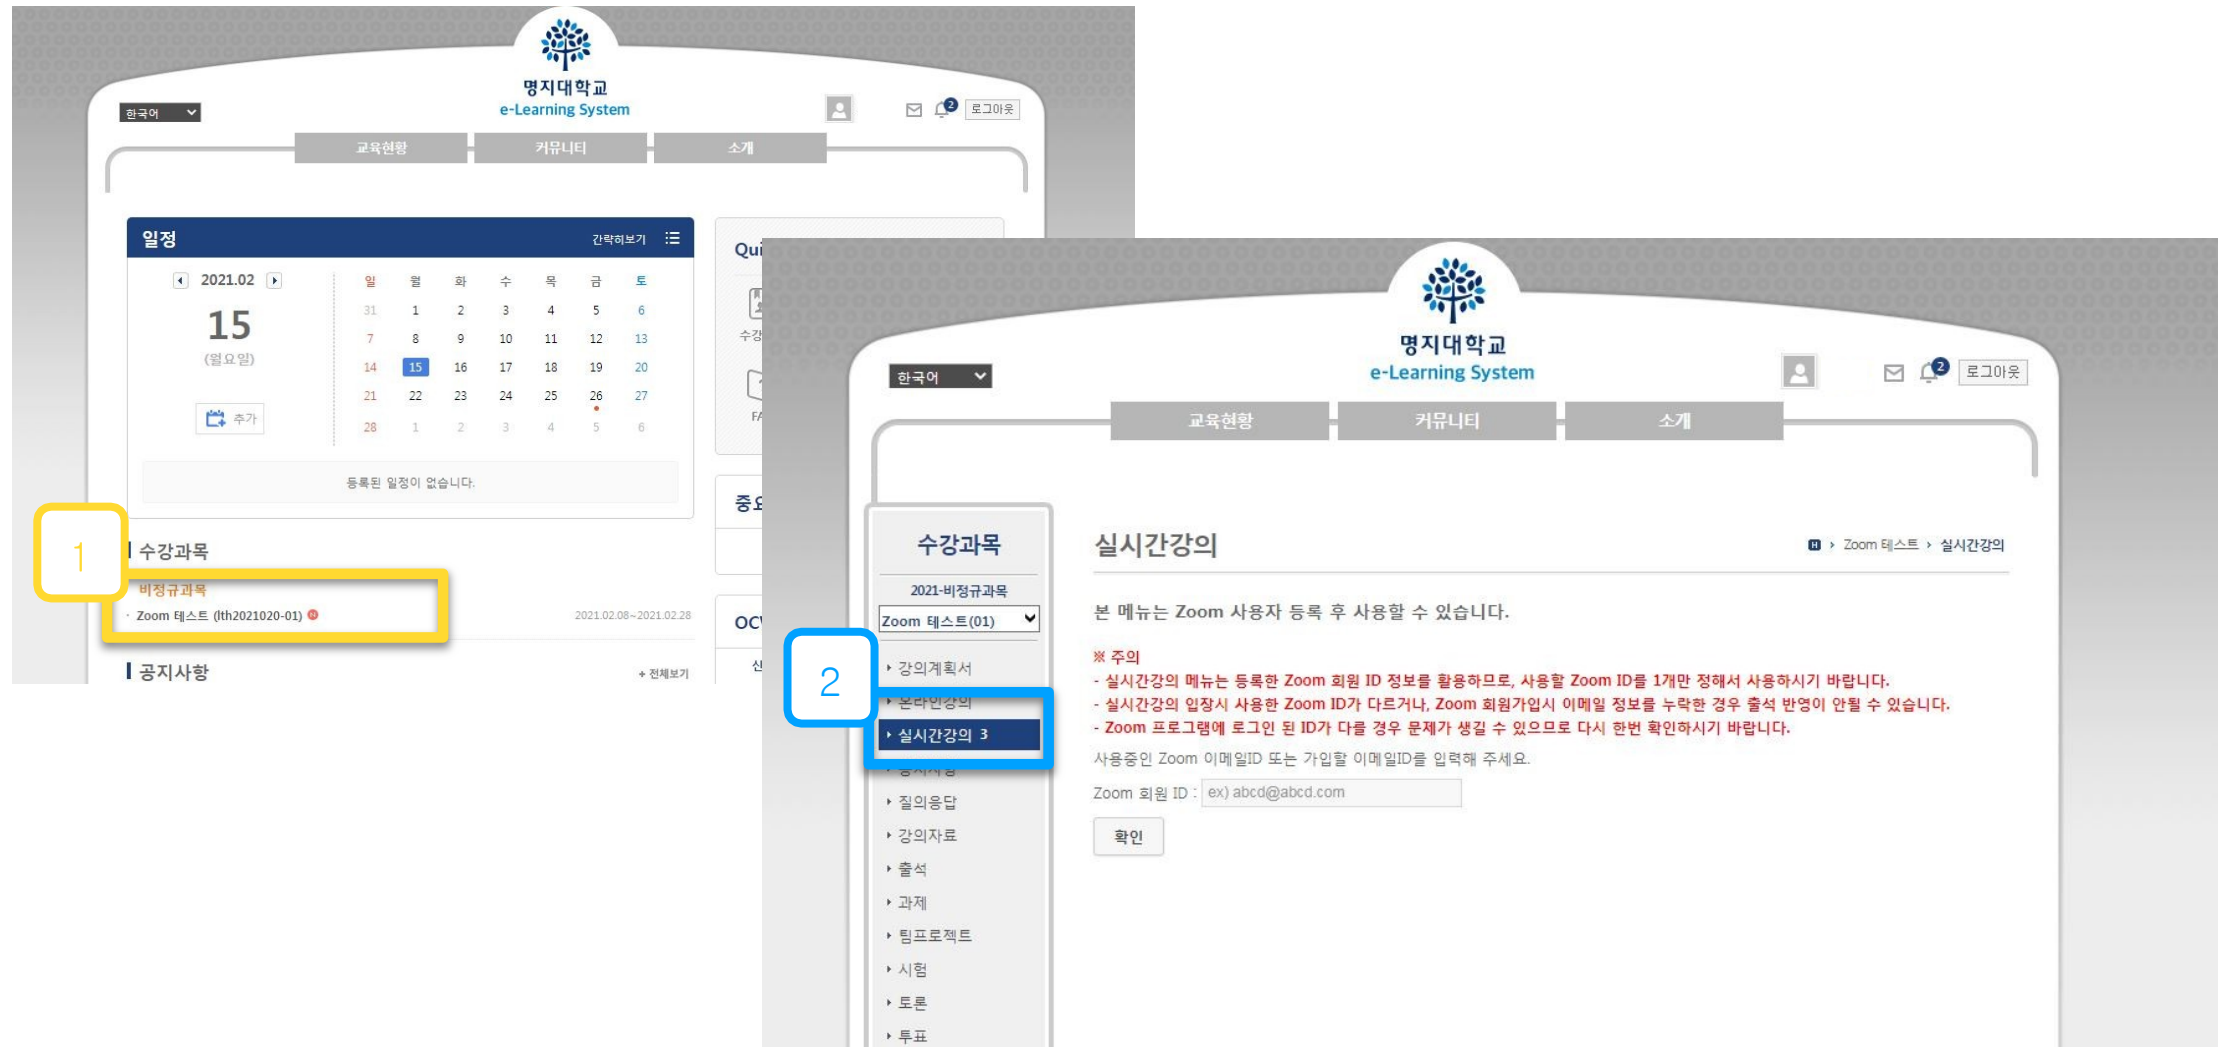 명지대학교
e-Learning System
한국어
2
로그아웃
교육현황 커뮤니티 소개
일정 간략히보기
2021.02
15
(월요일)
추가
일 월 화 수 목 금 토
31 1 2 3 4 5 6
7 8 9 10 11 12 13
14 15 16 17 18 19 20
21 22 23 24 25 26 27
28 1 2 3 4 5 6
등록된 일정이 없습니다.
1
수강과목
비정규과목
· Zoom 테스트 (lth2021020-01) N
2021.02.08~2021.02.28
공지사항
+ 전체보기
Qui
수강
FA
중요
OC
신
명지대학교
e-Learning System
한국어
2
로그아웃
교육현황 커뮤니티 소개
수강과목
2021-비정규과목
Zoom 테스트(01)
2
강의계획서
온라인강의
실시간강의 3
공지사항
질의응답
강의자료
출석
과제
팀프로젝트
시험
토론
투표
실시간강의
H › Zoom 테스트 › 실시간강의
본 메뉴는 Zoom 사용자 등록 후 사용할 수 있습니다.
※ 주의
- 실시간강의 메뉴는 등록한 Zoom 회원 ID 정보를 활용하므로, 사용할 Zoom ID를 1개만 정해서 사용하시기 바랍니다.
- 실시간강의 입장시 사용한 Zoom ID가 다르거나, Zoom 회원가입시 이메일 정보를 누락한 경우 출석 반영이 안될 수 있습니다.
- Zoom 프로그램에 로그인 된 ID가 다를 경우 문제가 생길 수 있으므로 다시 한번 확인하시기 바랍니다.
사용중인 Zoom 이메일ID 또는 가입할 이메일ID를 입력해 주세요.
Zoom 회원 ID : ex) abcd@abcd.com
확인